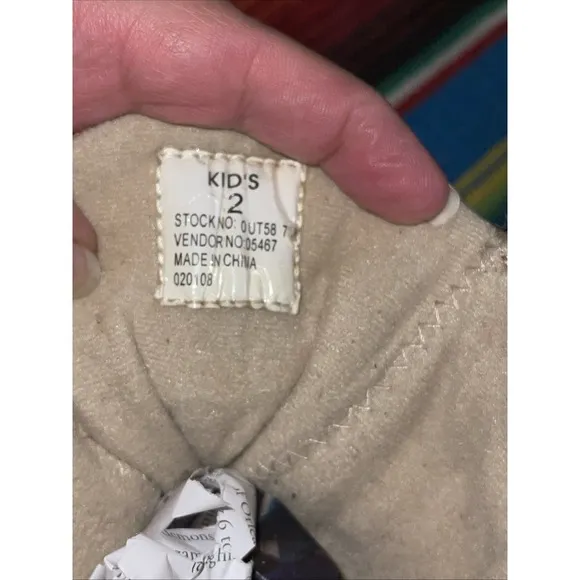 KID'S
2
STOCK NO: 0UT58 7
VENDOR NO:05467
MADE IN CHINA
020108